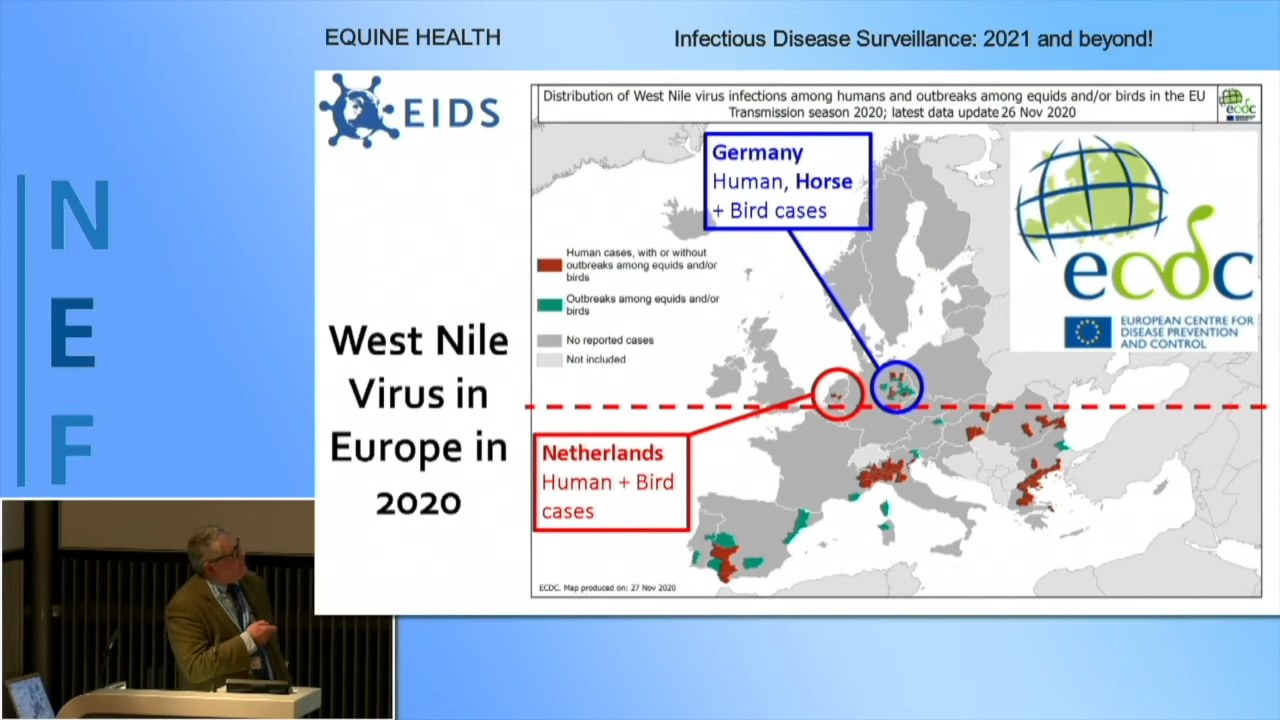 EQUINE HEALTH
Infectious Disease Surveillance: 2021 and beyond!
N
E
F
EIDS
West Nile
Virus in
Europe in
2020
Distribution of West Nile virus infections among humans and outbreaks among equids and/or birds in the EU
Transmission season 2020; latest data update 26 Nov 2020
ecdc
Germany
Human, Horse
+ Bird cases
ecdc
EUROPEAN CENTRE FOR
DISEASE PREVENTION
AND CONTROL
Human cases, with or without
outbreaks among equids and/or
birds
Outbreaks among equids and/or
birds
No reported cases
Not included
Netherlands
Human + Bird
cases
ECDC. Map produced on: 27 Nov 2020